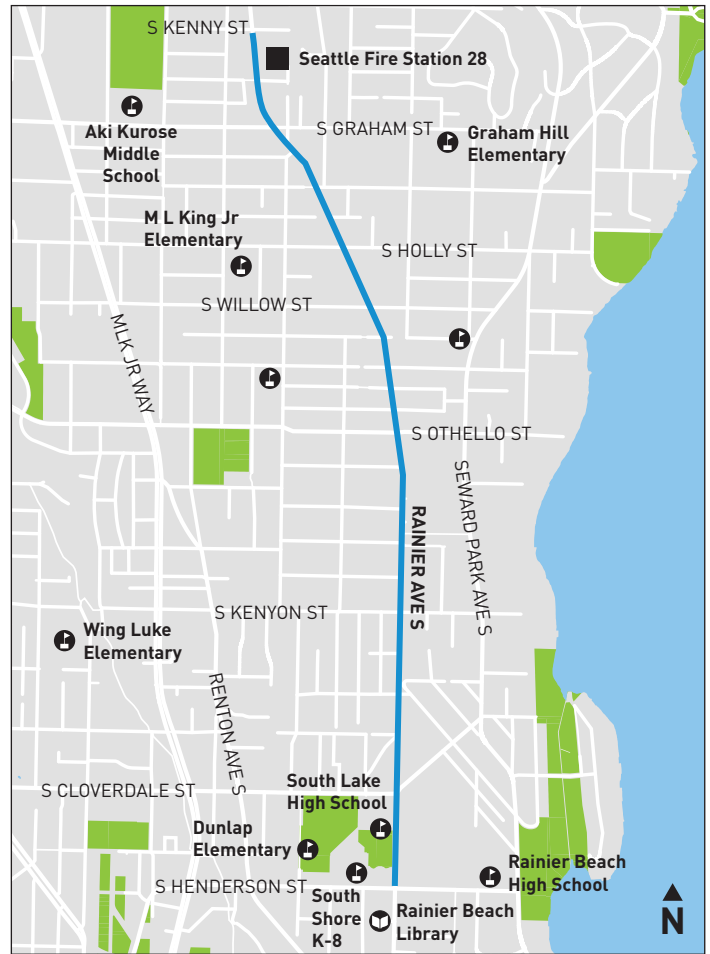 S KENNY ST
Seattle Fire Station 28
Aki Kurose
Middle
School
S GRAHAM ST
Graham Hill
Elementary
M L King Jr
Elementary
S HOLLY ST
S WILLOW ST
MLK JR WAY
S OTHELLO ST
SEWARD PARK AVE S
RAINIER AVE S
S KENYON ST
Wing Luke
Elementary
RENTON AVE S
S CLOVERDALE ST
South Lake
High School
Dunlap
Elementary
S HENDERSON ST
South
Shore
K-8
Rainier Beach
Library
Rainier Beach
High School
N